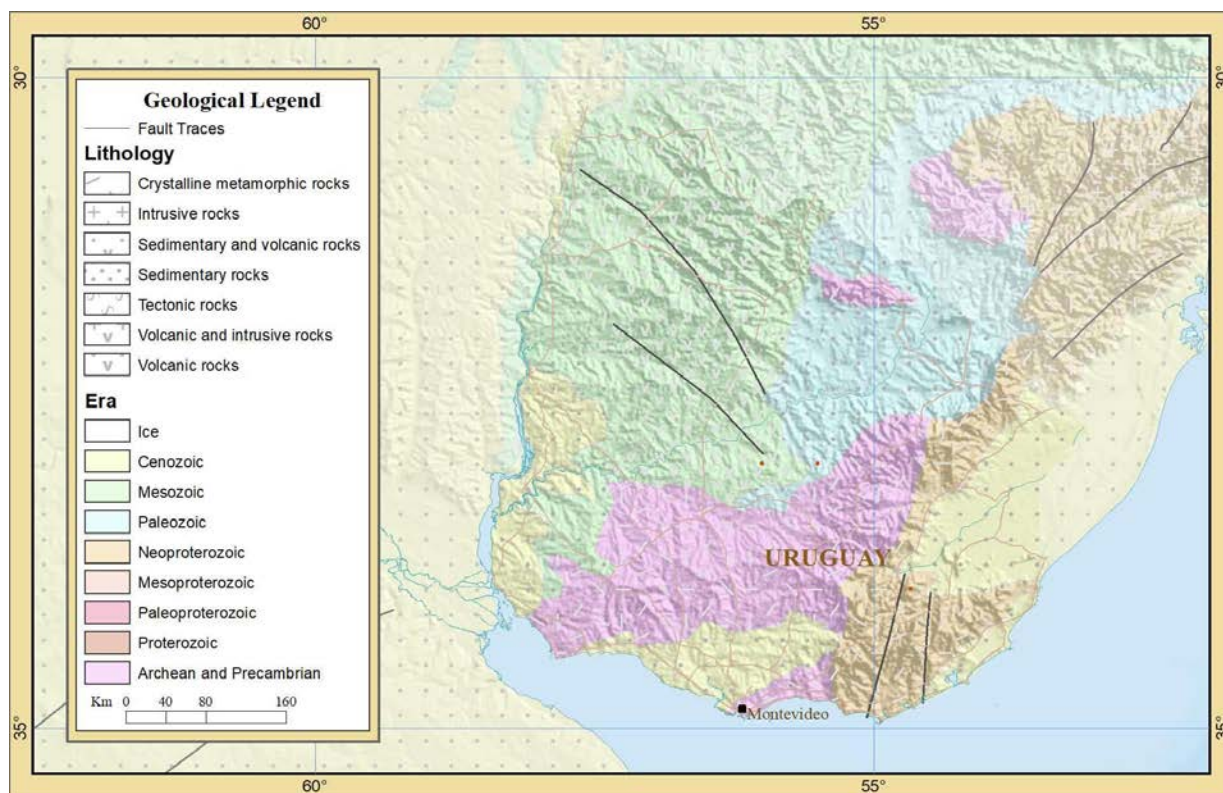 60°
55°
30°
30°
Geological Legend
Fault Traces
Lithology
Crystalline metamorphic rocks
Intrusive rocks
Sedimentary and volcanic rocks
Sedimentary rocks
Tectonic rocks
Volcanic and intrusive rocks
Volcanic rocks
Era
Ice
Cenozoic
Mesozoic
Paleozoic
Neoproterozoic
Mesoproterozoic
Paleoproterozoic
Proterozoic
Archean and Precambrian
Km 0 40 80 160
URUGUAY
Montevideo
35°
35°
60°
55°